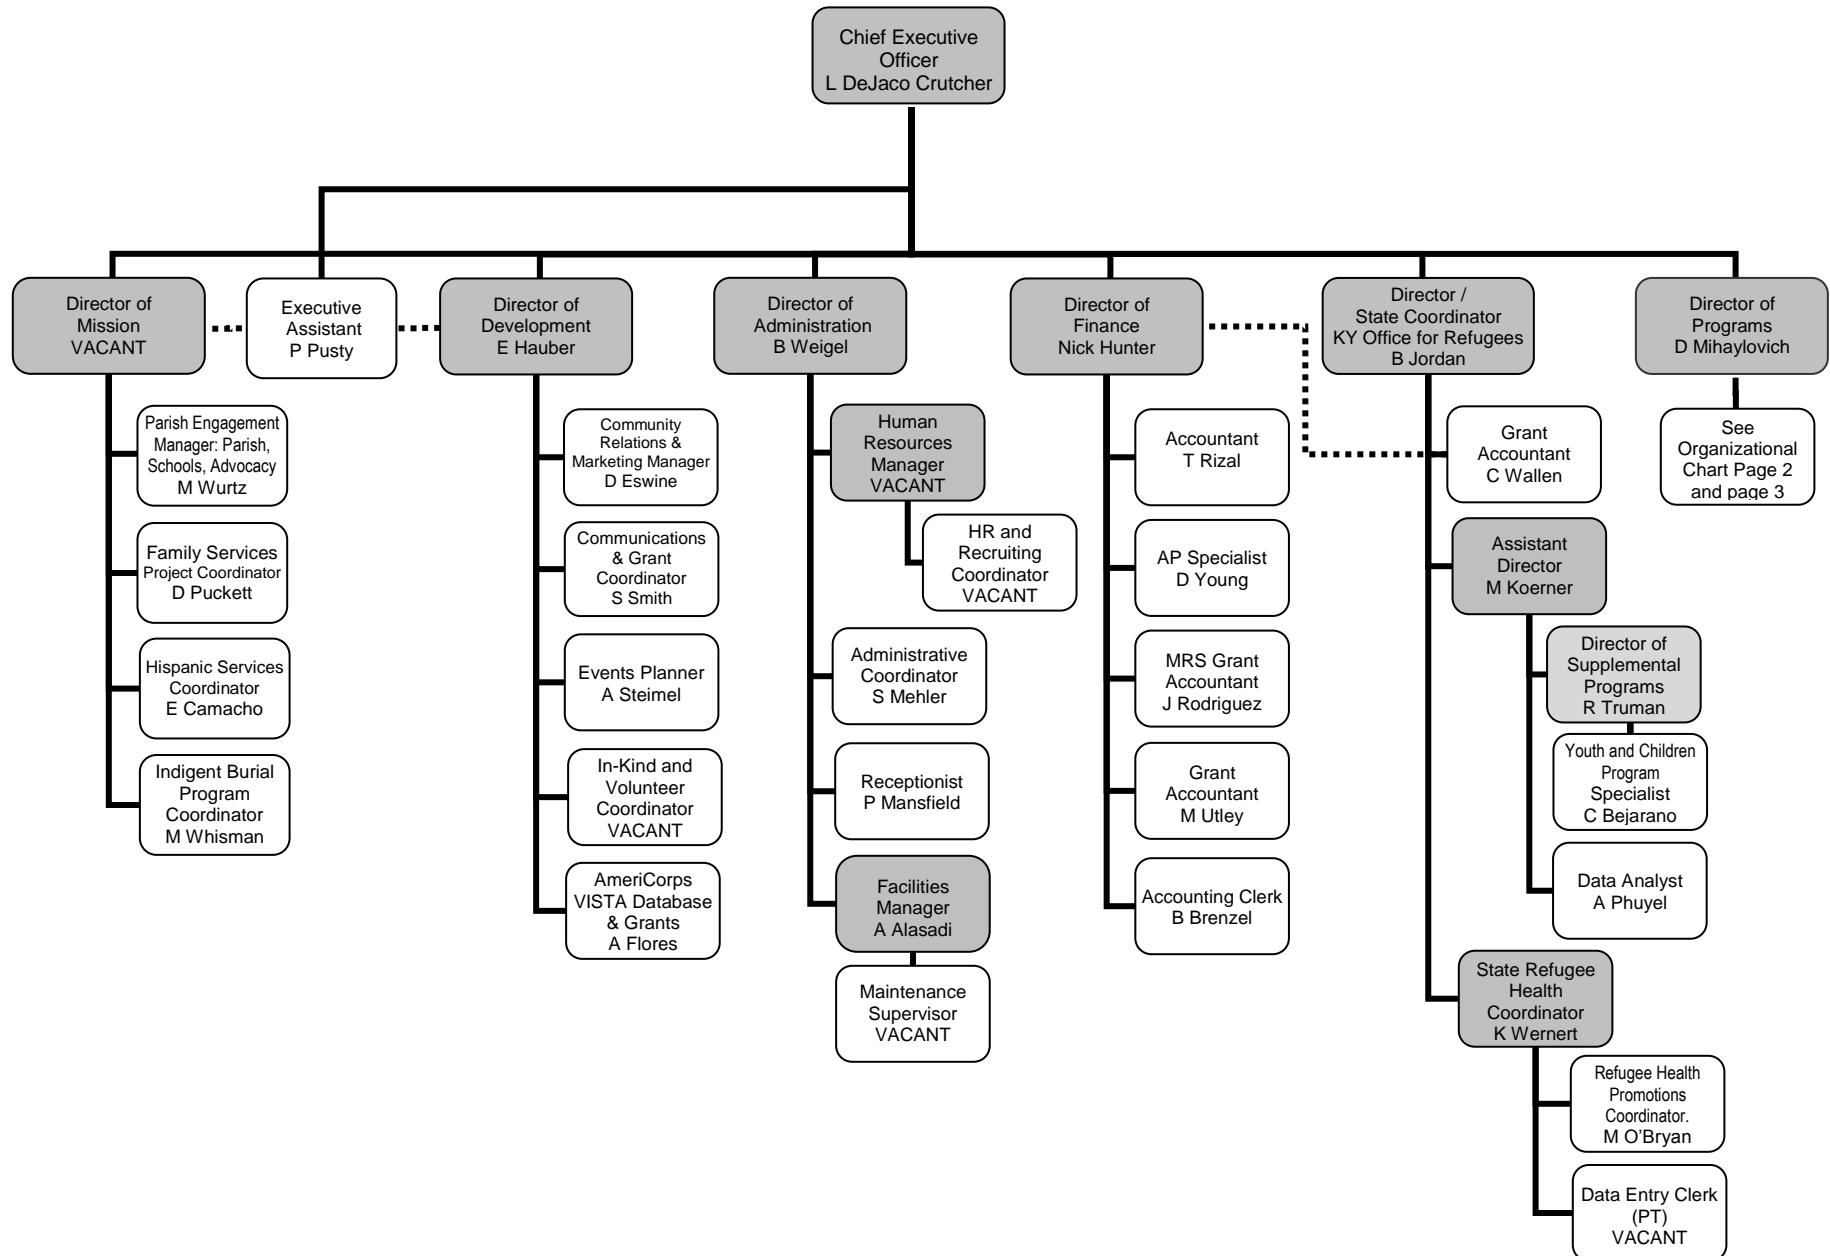 Chief Executive
Officer
L DeJaco Crutcher
Director of
Mission
VACANT
Executive
Assistant
P Pusty
Director of
Development
E Hauber
Director of
Administration
B Weigel
Director of
Finance
Nick Hunter
Director /
State Coordinator
KY Office for Refugees
B Jordan
Director of
Programs
D Mihaylovich
Parish Engagement
Manager: Parish,
Schools, Advocacy
M Wurtz
Family Services
Project Coordinator
D Puckett
Hispanic Services
Coordinator
E Camacho
Indigent Burial
Program
Coordinator
M Whisman
Community
Relations &
Marketing Manager
D Eswine
Communications
& Grant
Coordinator
S Smith
Events Planner
A Steimel
In-Kind and
Volunteer
Coordinator
VACANT
AmeriCorps
VISTA Database
& Grants
A Flores
Human
Resources
Manager
VACANT
HR and
Recruiting
Coordinator
VACANT
Administrative
Coordinator
S Mehler
Receptionist
P Mansfield
Facilities
Manager
A Alasadi
Maintenance
Supervisor
VACANT
Accountant
T Rizal
AP Specialist
D Young
MRS Grant
Accountant
J Rodriguez
Grant
Accountant
M Utley
Accounting Clerk
B Brenzel
Grant
Accountant
C Wallen
Assistant
Director
M Koerner
Director of
Supplemental
Programs
R Truman
Youth and Children
Program
Specialist
C Bejarano
Data Analyst
A Phuyel
State Refugee
Health
Coordinator
K Wernert
Refugee Health
Promotions
Coordinator.
M O'Bryan
Data Entry Clerk
(PT)
VACANT
See
Organizational
Chart Page 2
and page 3